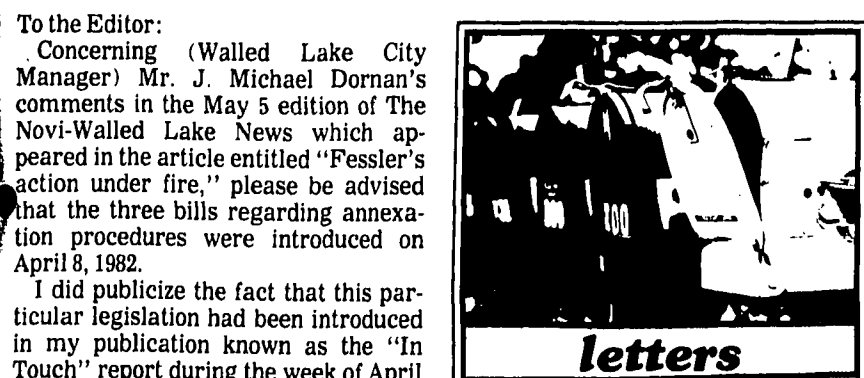 To the Editor:
Concerning (Walled Lake City
Manager) Mr. J. Michael Dornan's
comments in the May 5 edition of The
Novi-Walled Lake News which ap-
peared in the article entitled "Fessler's
action under fire," please be advised
that the three bills regarding annexa-
tion procedures were introduced on
April 8, 1982.
I did publicize the fact that this par-
ticular legislation had been introduced
in my publication known as the "In
Touch" report during the week of April
letters